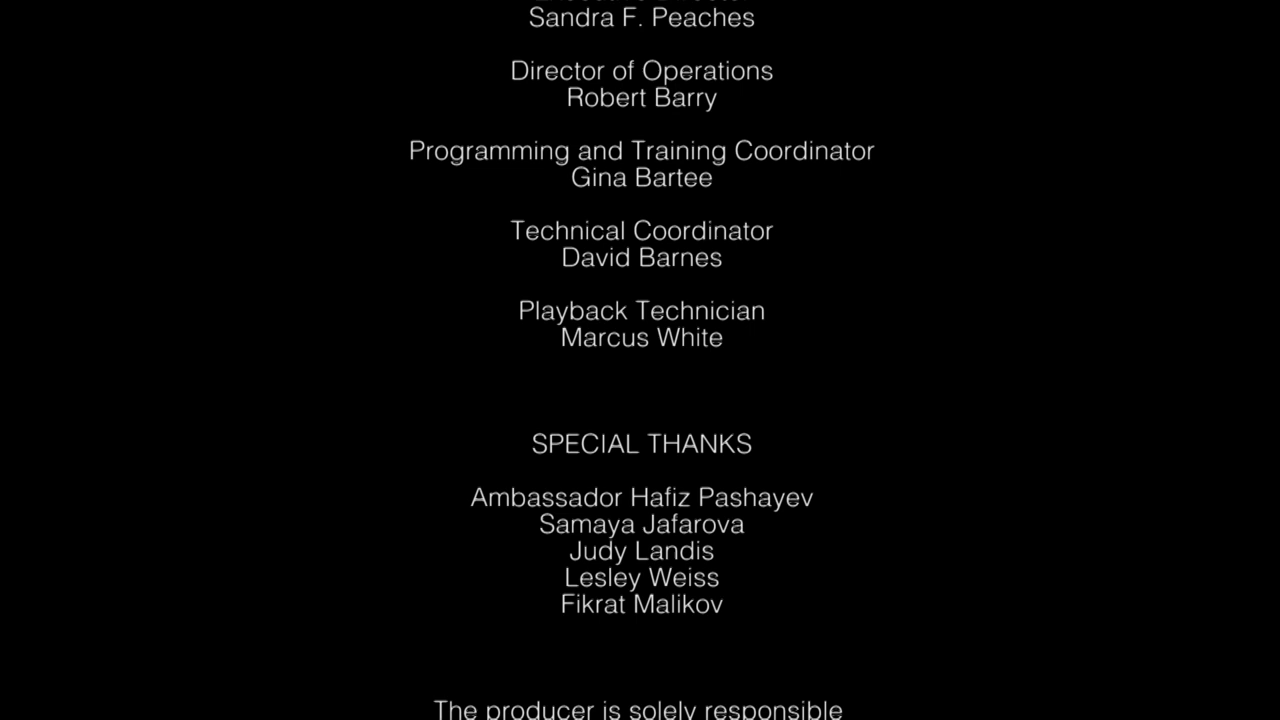 Sandra F. Peaches
Director of Operations
Robert Barry
Programming and Training Coordinator
Gina Bartee
Technical Coordinator
David Barnes
Playback Technician
Marcus White
SPECIAL THANKS
Ambassador Hafiz Pashayev
Samaya Jafarova
Judy Landis
Lesley Weiss
Fikrat Malikov
The producer is solely responsible